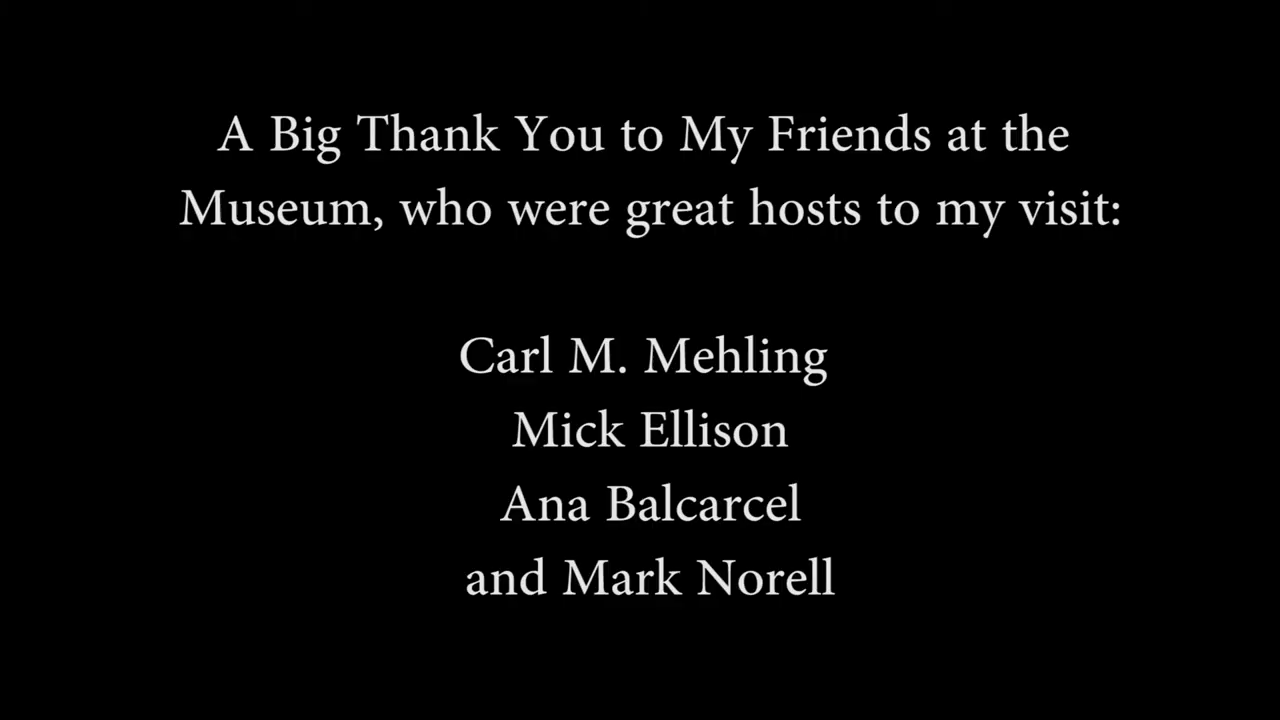 A Big Thank You to My Friends at the
Museum, who were great hosts to my visit:
Carl M. Mehling
Mick Ellison
Ana Balcarcel
and Mark Norell